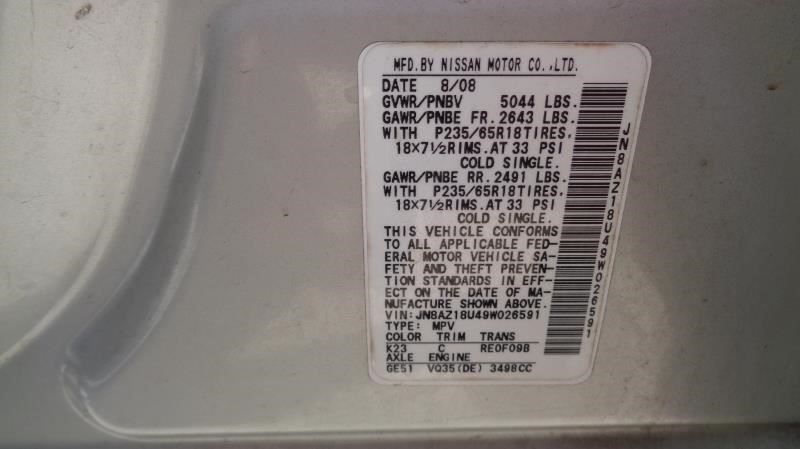 MFD.BY NISSAN MOTOR CO.,LTD.
DATE 8/08
GVWR/PNBV 5044 LBS.
GAWR/PNBE FR. 2643 LBS.
WITH P235/65R18TIRES,
18×7½RIMS.AT 33 PSI
COLD SINGLE.
GAWR/PNBE RR. 2491 LBS.
WITH P235/65R18TIRES,
18×7½RIMS.AT 33 PSI
COLD SINGLE.
THIS VEHICLE CONFORMS
TO ALL APPLICABLE FED-
ERAL MOTOR VEHICLE SA-
FETY AND THEFT PREVEN-
TION STANDARDS IN EFF-
ECT ON THE DATE OF MA-
NUFACTURE SHOWN ABOVE.
VIN:JN8AZ18U49W026591
TYPE: MPV
COLOR TRIM TRANS
K23 C RE0F09B
AXLE ENGINE
GE51 VQ35(DE) 3498CC
JN8AZ18U49W026591